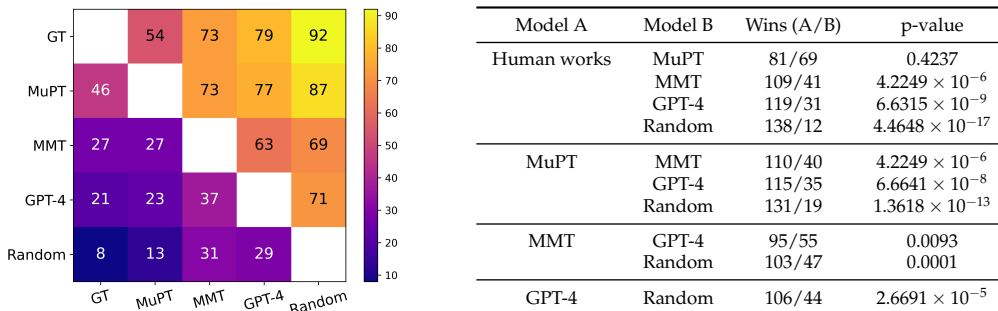 GT 54 73 79 92
MuPT 46 73 77 87
MMT 27 27 63 69
GPT-4 21 23 37 71
Random 8 13 31 29
GT MuPT MMT GPT-4 Random
90
80
70
60
50
40
30
20
10
Model A Model B Wins (A/B) p-value
Human works MuPT 81/69 0.4237
MMT 109/41 4.2249 × 10⁻⁶
GPT-4 119/31 6.6315 × 10⁻⁹
Random 138/12 4.4648 × 10⁻¹⁷
MuPT MMT 110/40 4.2249 × 10⁻⁶
GPT-4 115/35 6.6641 × 10⁻⁸
Random 131/19 1.3618 × 10⁻¹³
MMT GPT-4 95/55 0.0093
Random 103/47 0.0001
GPT-4 Random 106/44 2.6691 × 10⁻⁵